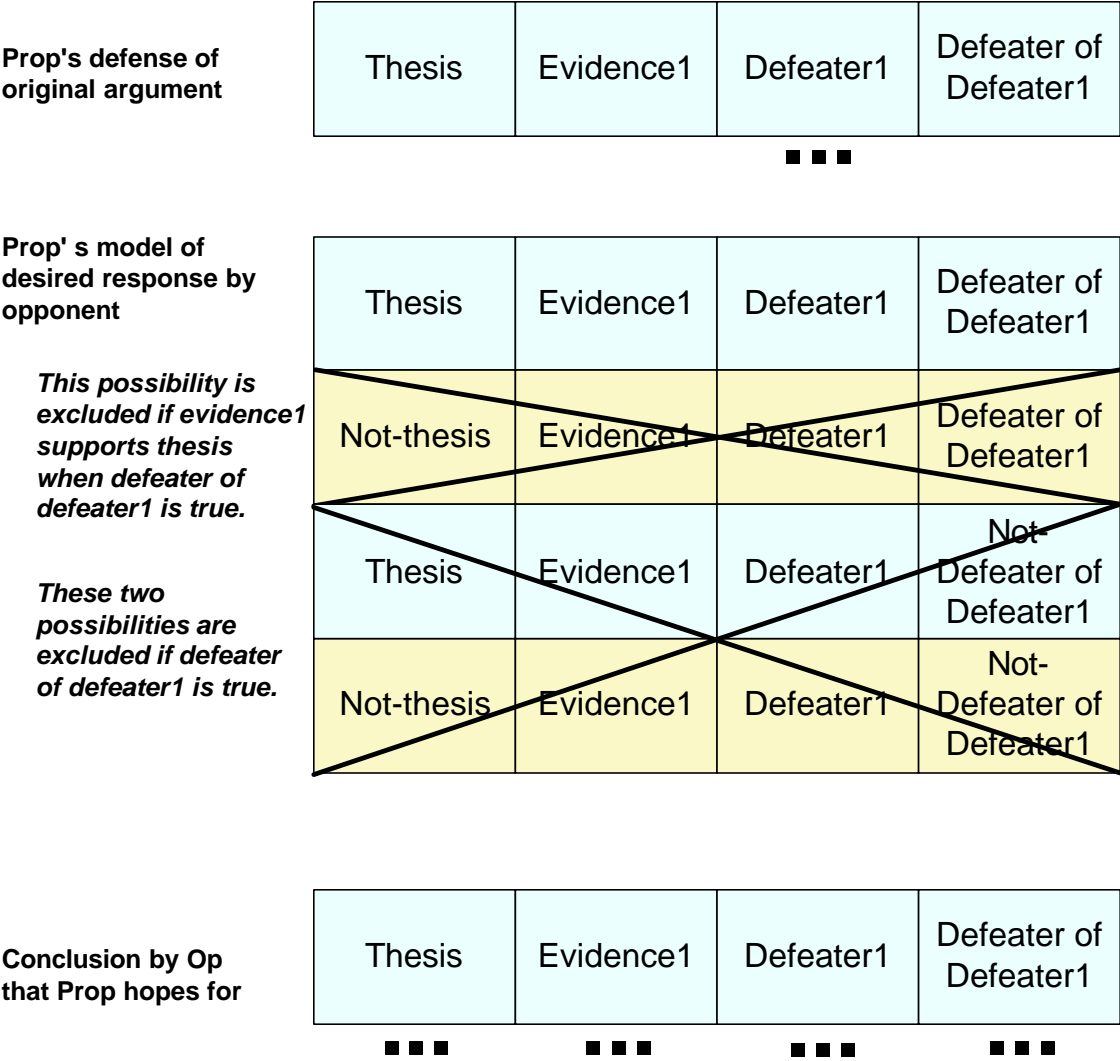 Prop's defense of
original argument
Thesis
Evidence1
Defeater1
Defeater of
Defeater1
Prop' s model of
desired response by
opponent
Thesis
Evidence1
Defeater1
Defeater of
Defeater1
This possibility is
excluded if evidence1
supports thesis
when defeater of
defeater1 is true.
Not-thesis
Evidence1
Defeater1
Defeater of
Defeater1
Thesis
Evidence1
Defeater1
Not-
Defeater of
Defeater1
These two
possibilities are
excluded if defeater
of defeater1 is true.
Not-thesis
Evidence1
Defeater1
Not-
Defeater of
Defeater1
Conclusion by Op
that Prop hopes for
Thesis
Evidence1
Defeater1
Defeater of
Defeater1